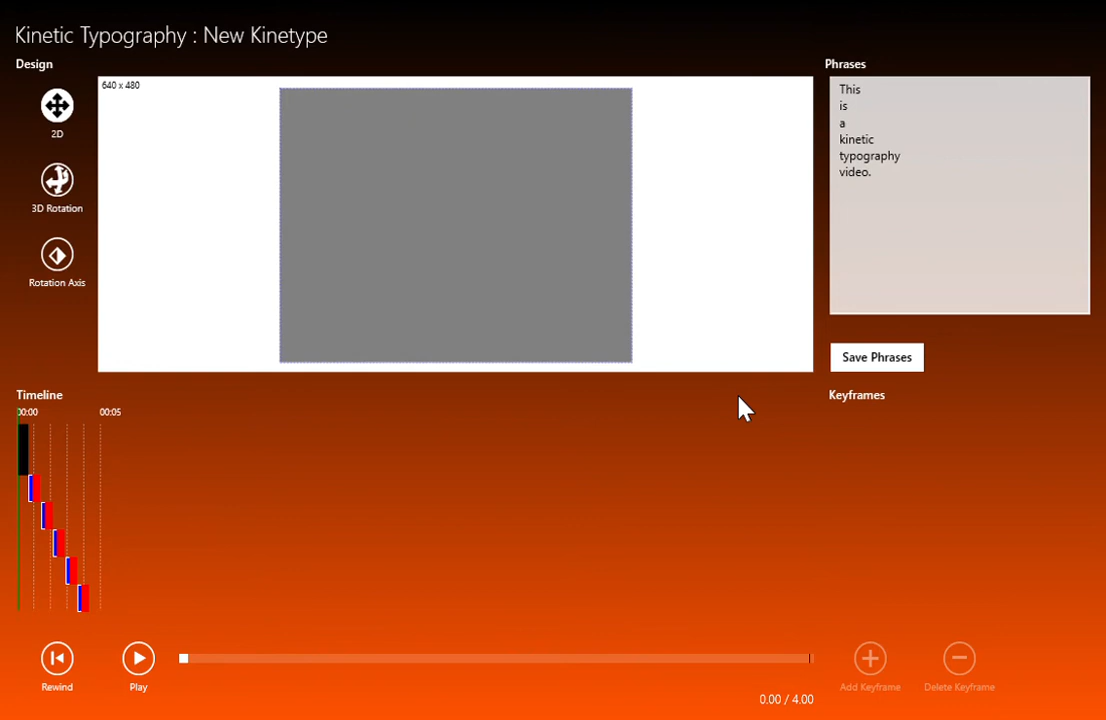 Kinetic Typography : New Kinetype
Design
Phrases
640 x 480
2D
3D Rotation
Rotation Axis
This
is
a
kinetic
typography
video.
Save Phrases
Timeline
Keyframes
00:00
00:05
Rewind
Play
0.00 / 4.00
Add Keyframe
Delete Keyframe